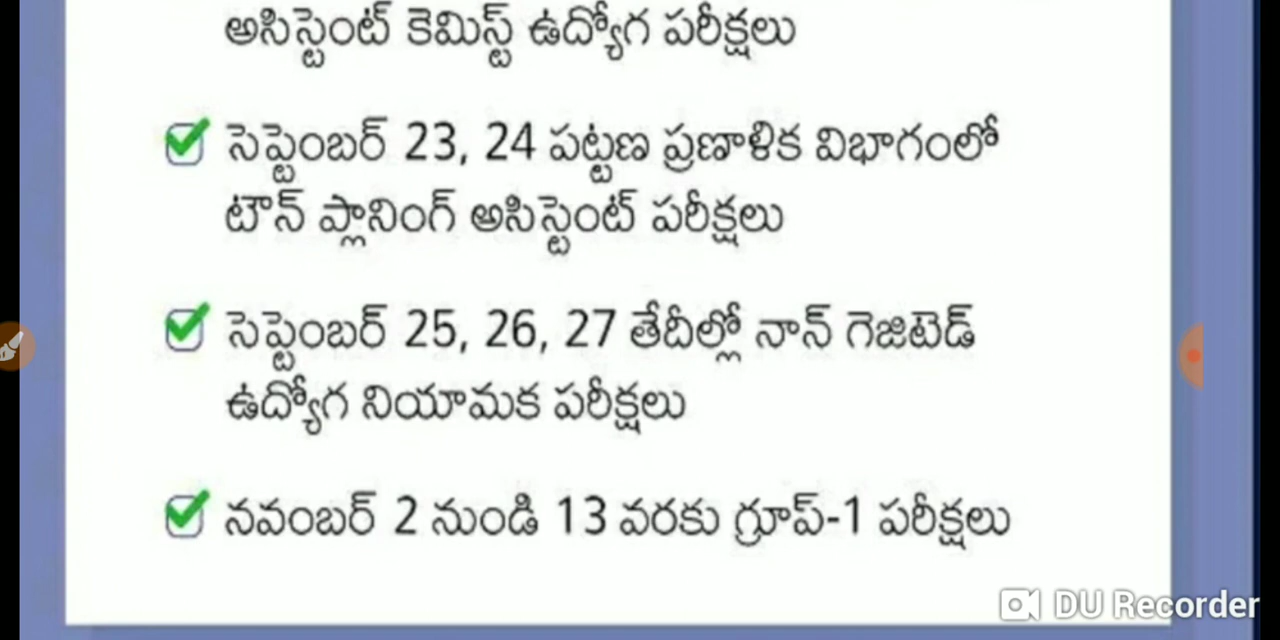 అసిస్టెంట్ కెమిస్ట్ ఉద్యోగ పరీక్షలు
సెప్టెంబర్ 23, 24 పట్టణ ప్రణాళిక విభాగంలో
టౌన్ ప్లానింగ్ అసిస్టెంట్ పరీక్షలు
సెప్టెంబర్ 25, 26, 27 తేదీల్లో నాన్ గెజిటెడ్
ఉద్యోగ నియామక పరీక్షలు
నవంబర్ 2 నుండి 13 వరకు గ్రూప్-1 పరీక్షలు
DU Recorder